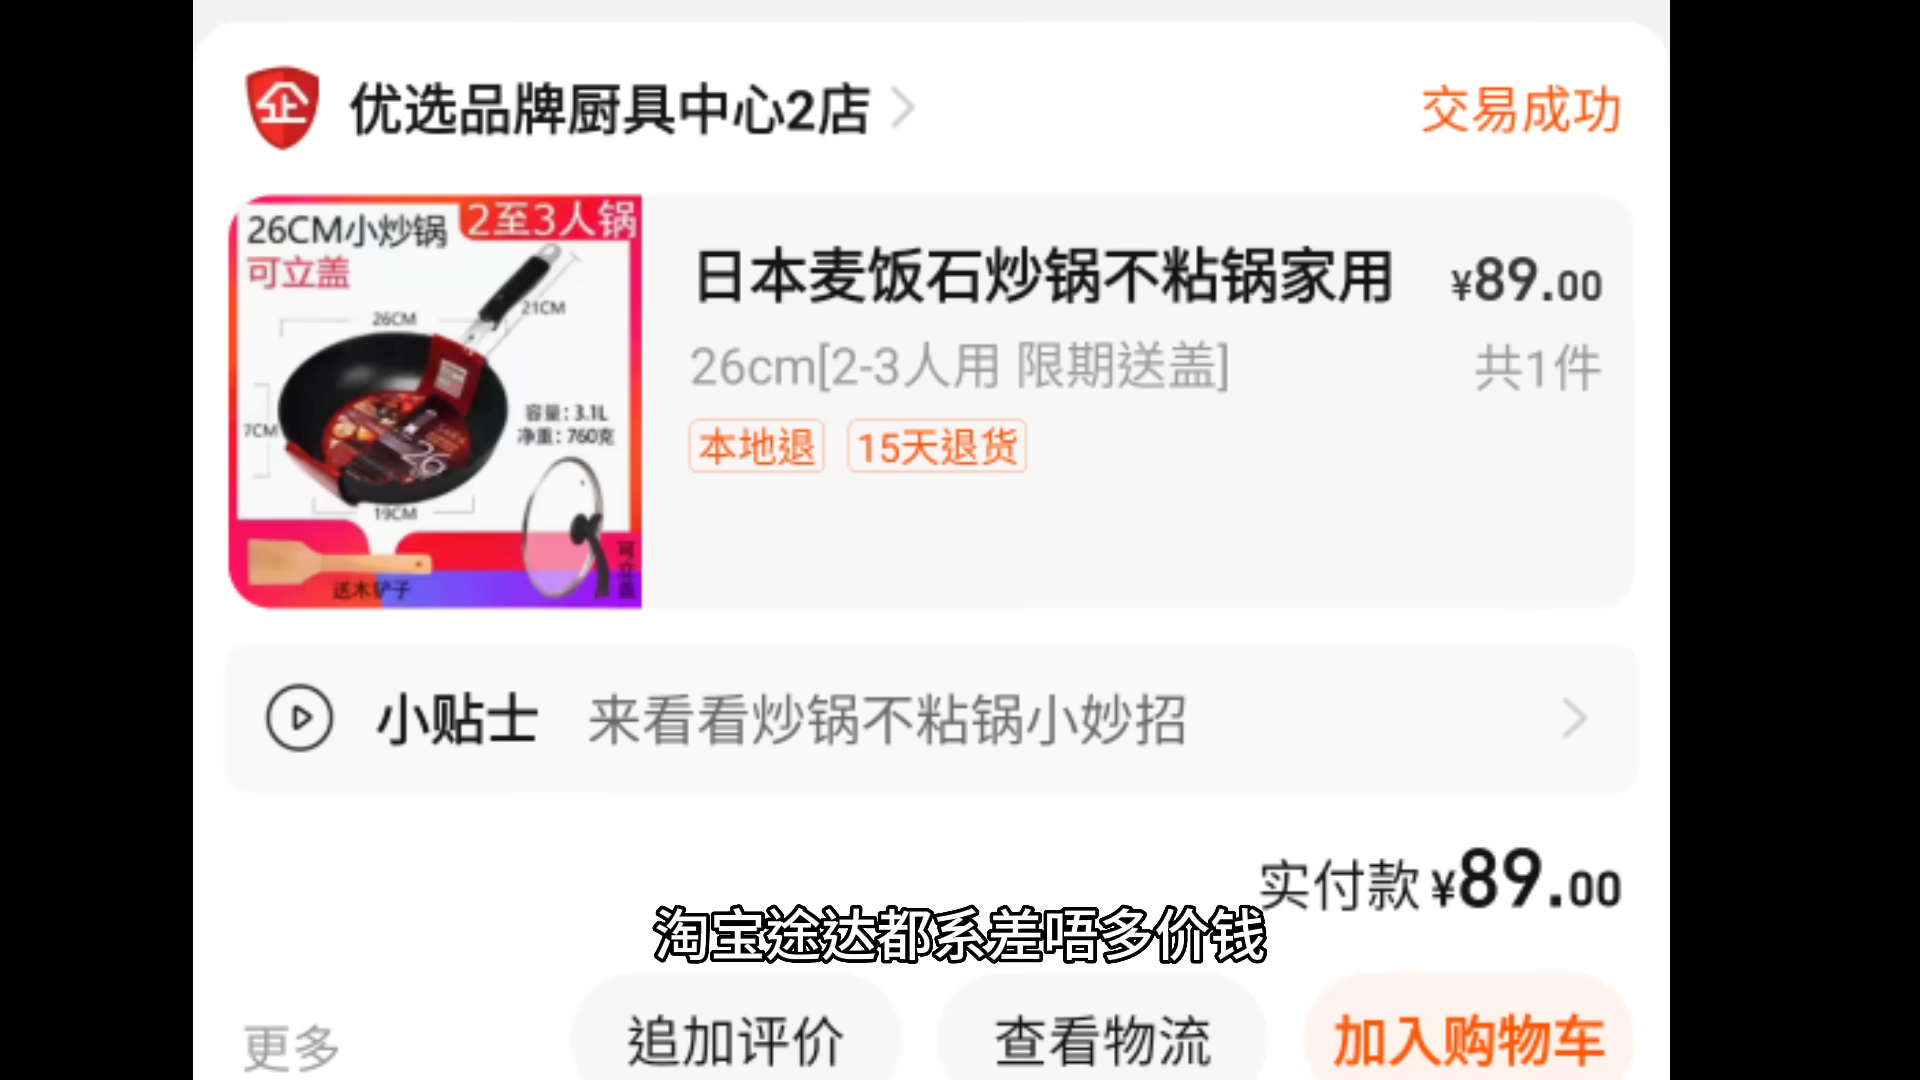 企 优选品牌厨具中心2店
交易成功
26CM小炒锅
2至3人锅
可立盖
26CM
21CM
7CM
容量：3.1L
净重：760克
26
19CM
送木铲子
可立盖
日本麦饭石炒锅不粘锅家用
¥89.00
26cm[2-3人用 限期送盖]
共1件
本地退
15天退货
小贴士 来看看炒锅不粘锅小妙招
实付款 ¥89.00
淘宝途达都系差唔多价钱
更多
追加评价
查看物流
加入购物车